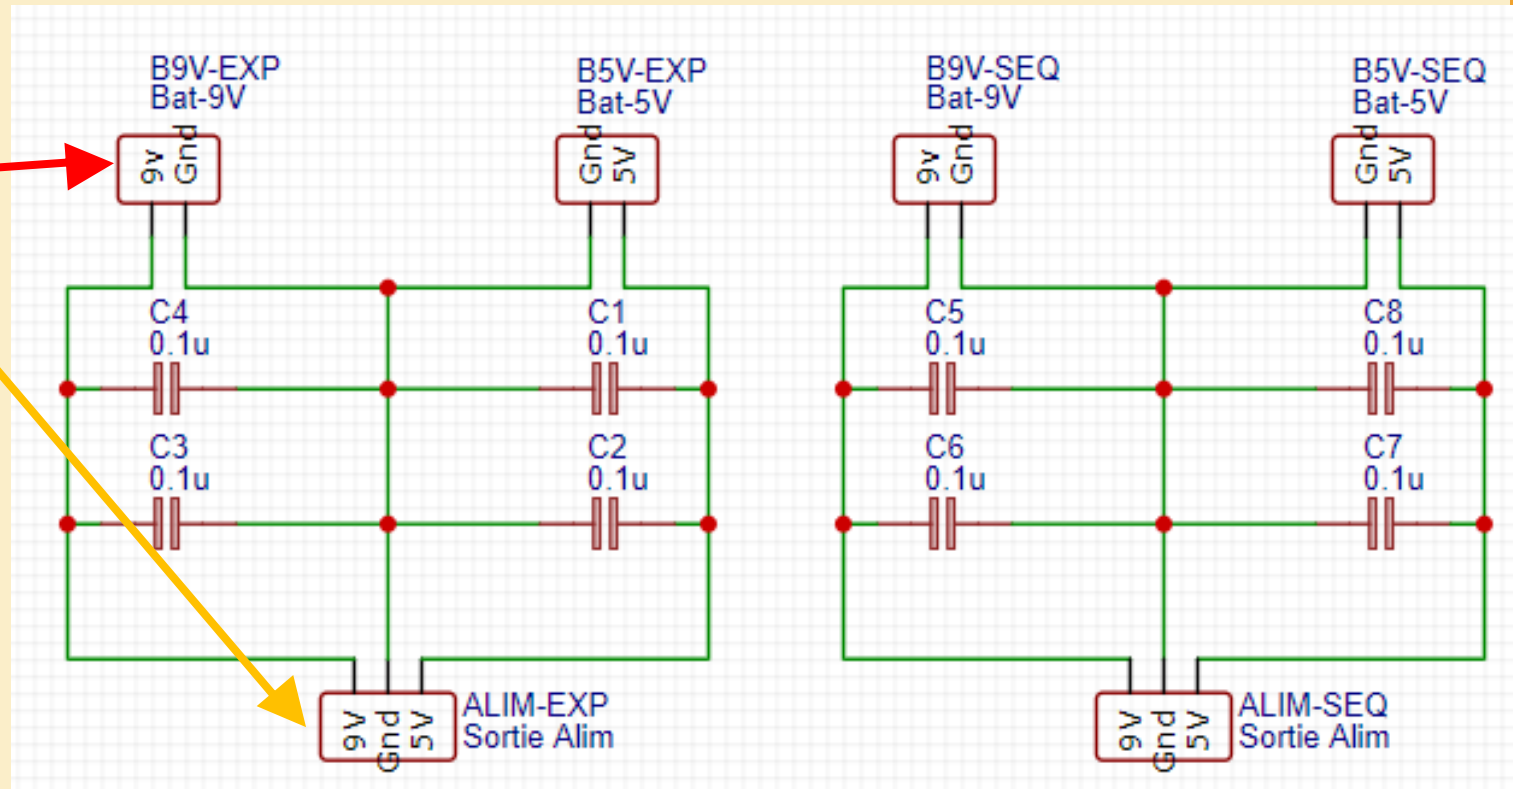 B9V-EXP
Bat-9V
9v
Gnd
B5V-EXP
Bat-5V
Gnd
5V
B9V-SEQ
Bat-9V
9v
Gnd
B5V-SEQ
Bat-5V
Gnd
5V
C4
0.1u
C1
0.1u
C5
0.1u
C8
0.1u
C3
0.1u
C2
0.1u
C6
0.1u
C7
0.1u
9V
Gnd
5V
ALIM-EXP
Sortie Alim
9V
Gnd
5V
ALIM-SEQ
Sortie Alim